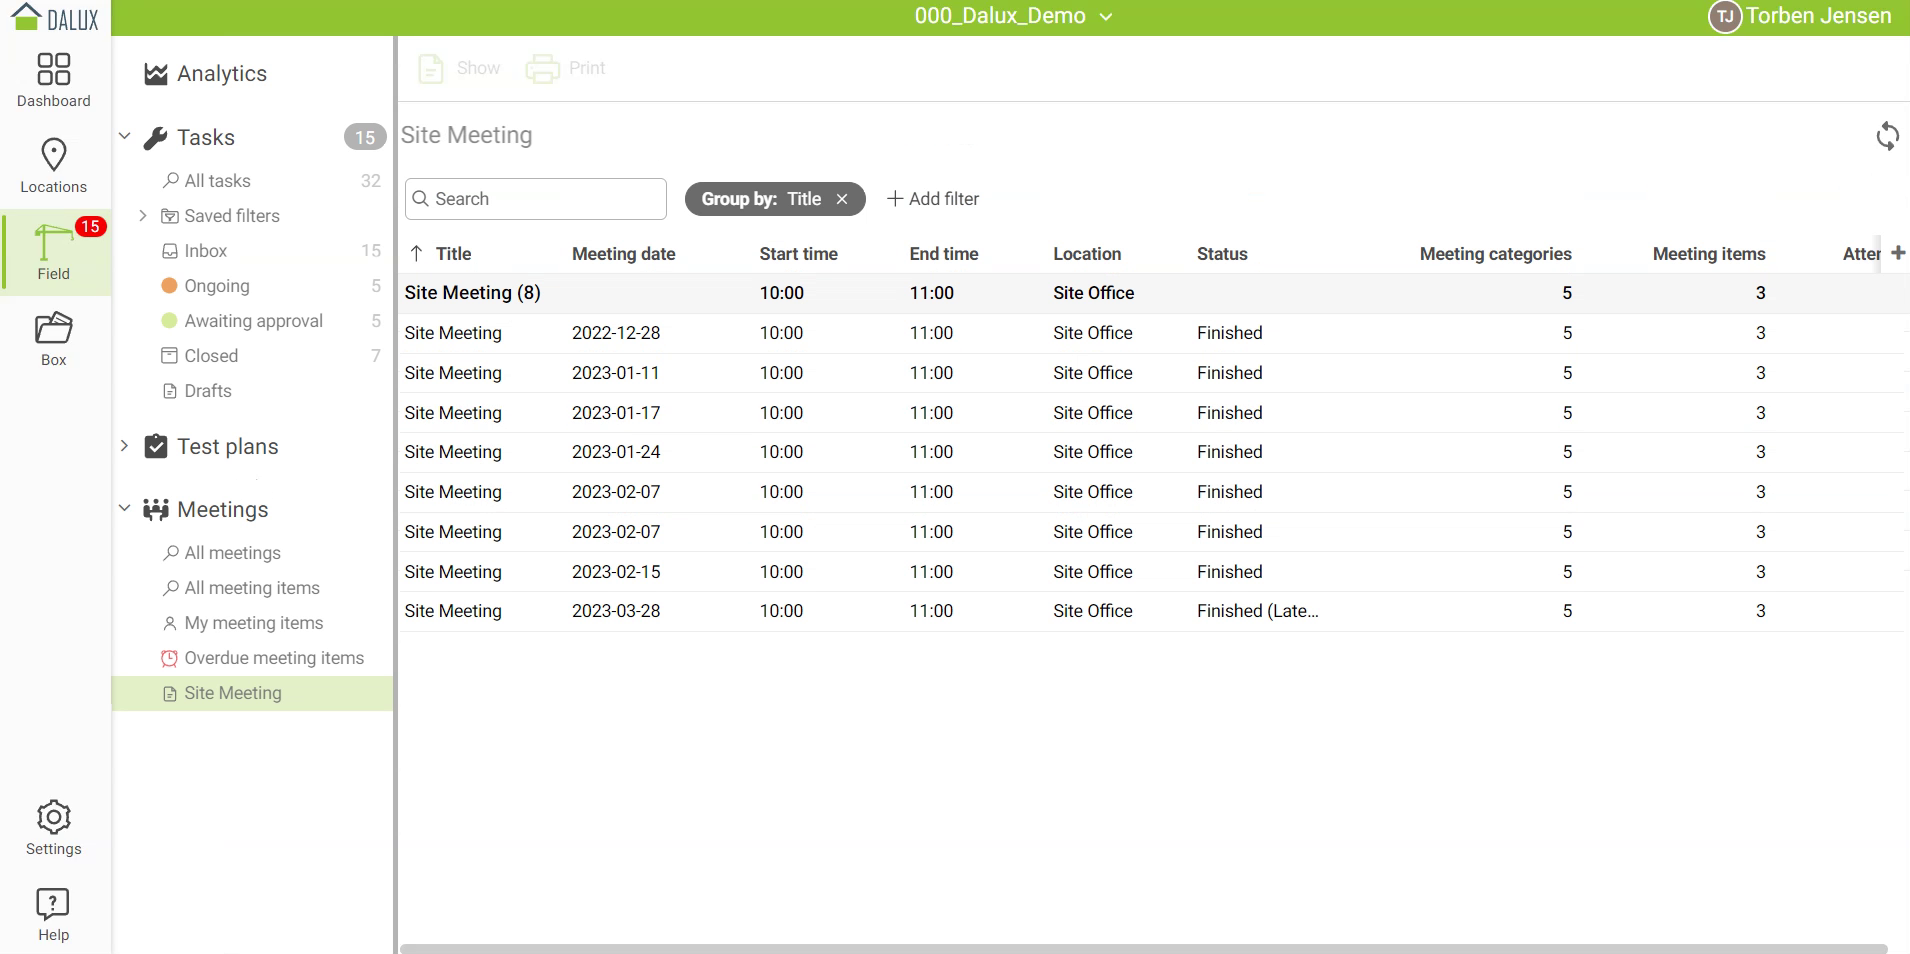 DALUX
000_Dalux_Demo
TJ Torben Jensen
Dashboard
Locations
15
Field
Box
Settings
Help
Analytics
Tasks 15
All tasks 32
Saved filters
Inbox 15
Ongoing 5
Awaiting approval 5
Closed 7
Drafts
Test plans
Meetings
All meetings
All meeting items
My meeting items
Overdue meeting items
Site Meeting
Show Print
Site Meeting
Search Group by: Title × + Add filter
Title Meeting date Start time End time Location Status Meeting categories Meeting items Atter +
Site Meeting (8) 10:00 11:00 Site Office 5 3
Site Meeting 2022-12-28 10:00 11:00 Site Office Finished 5 3
Site Meeting 2023-01-11 10:00 11:00 Site Office Finished 5 3
Site Meeting 2023-01-17 10:00 11:00 Site Office Finished 5 3
Site Meeting 2023-01-24 10:00 11:00 Site Office Finished 5 3
Site Meeting 2023-02-07 10:00 11:00 Site Office Finished 5 3
Site Meeting 2023-02-07 10:00 11:00 Site Office Finished 5 3
Site Meeting 2023-02-15 10:00 11:00 Site Office Finished 5 3
Site Meeting 2023-03-28 10:00 11:00 Site Office Finished (Late... 5 3